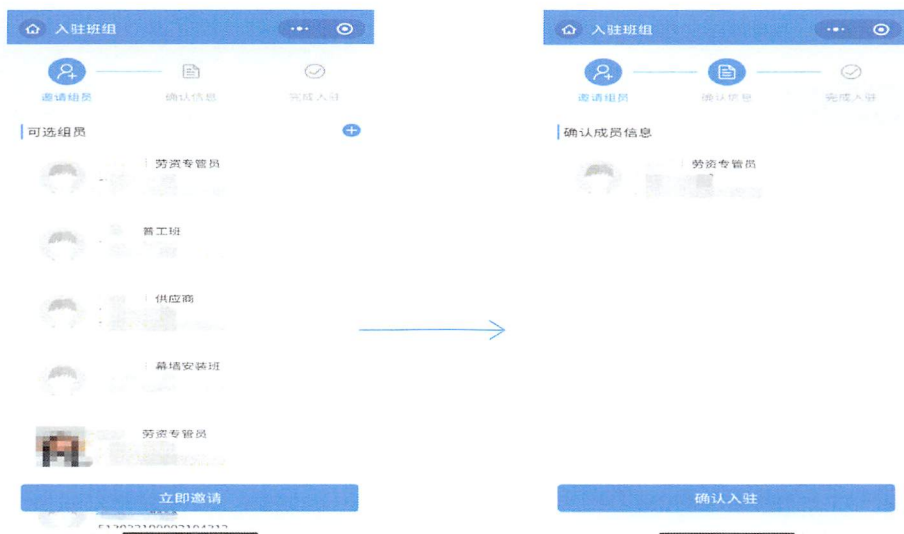 入驻班组
邀请组员
确认信息
完成入驻
可选组员
劳资专管员
普工班
供应商
幕墙安装班
劳资专管员
立即邀请
入驻班组
邀请组员
确认信息
完成入驻
确认成员信息
劳资专管员
确认入驻